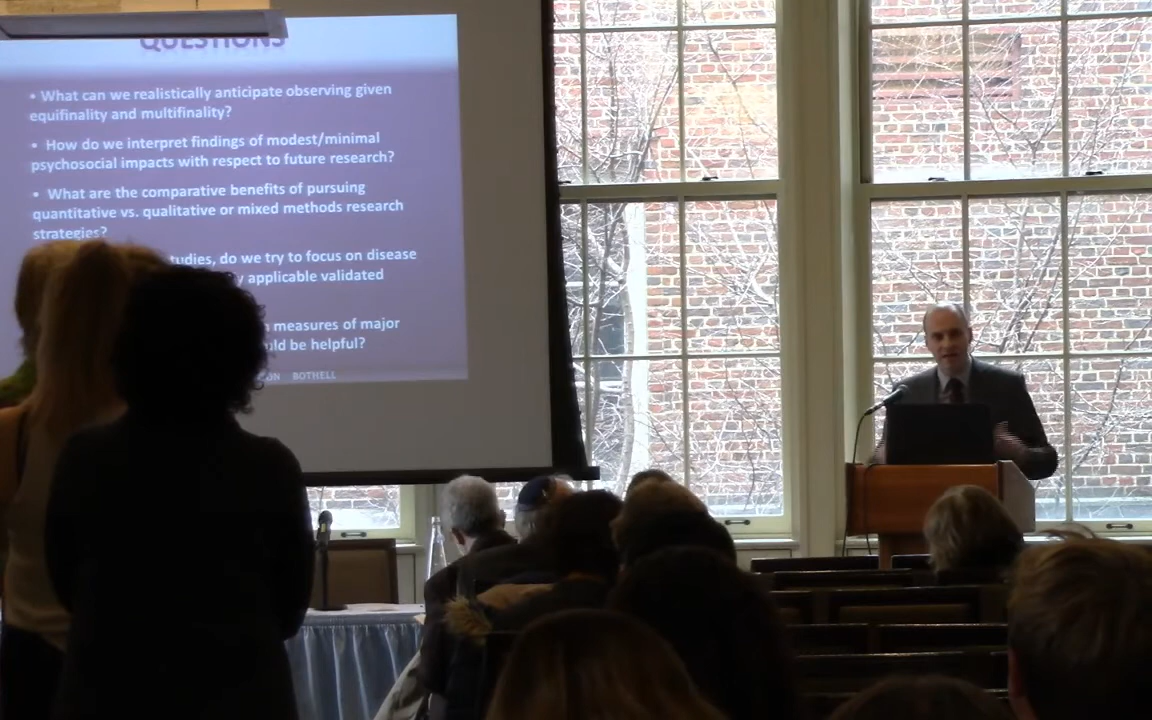 QUESTIONS
• What can we realistically anticipate observing given
equifinality and multifinality?
• How do we interpret findings of modest/minimal
psychosocial impacts with respect to future research?
• What are the comparative benefits of pursuing
quantitative vs. qualitative or mixed methods research
strategies?
studies, do we try to focus on disease
applicable validated
measures of major
be helpful?
BOTHELL